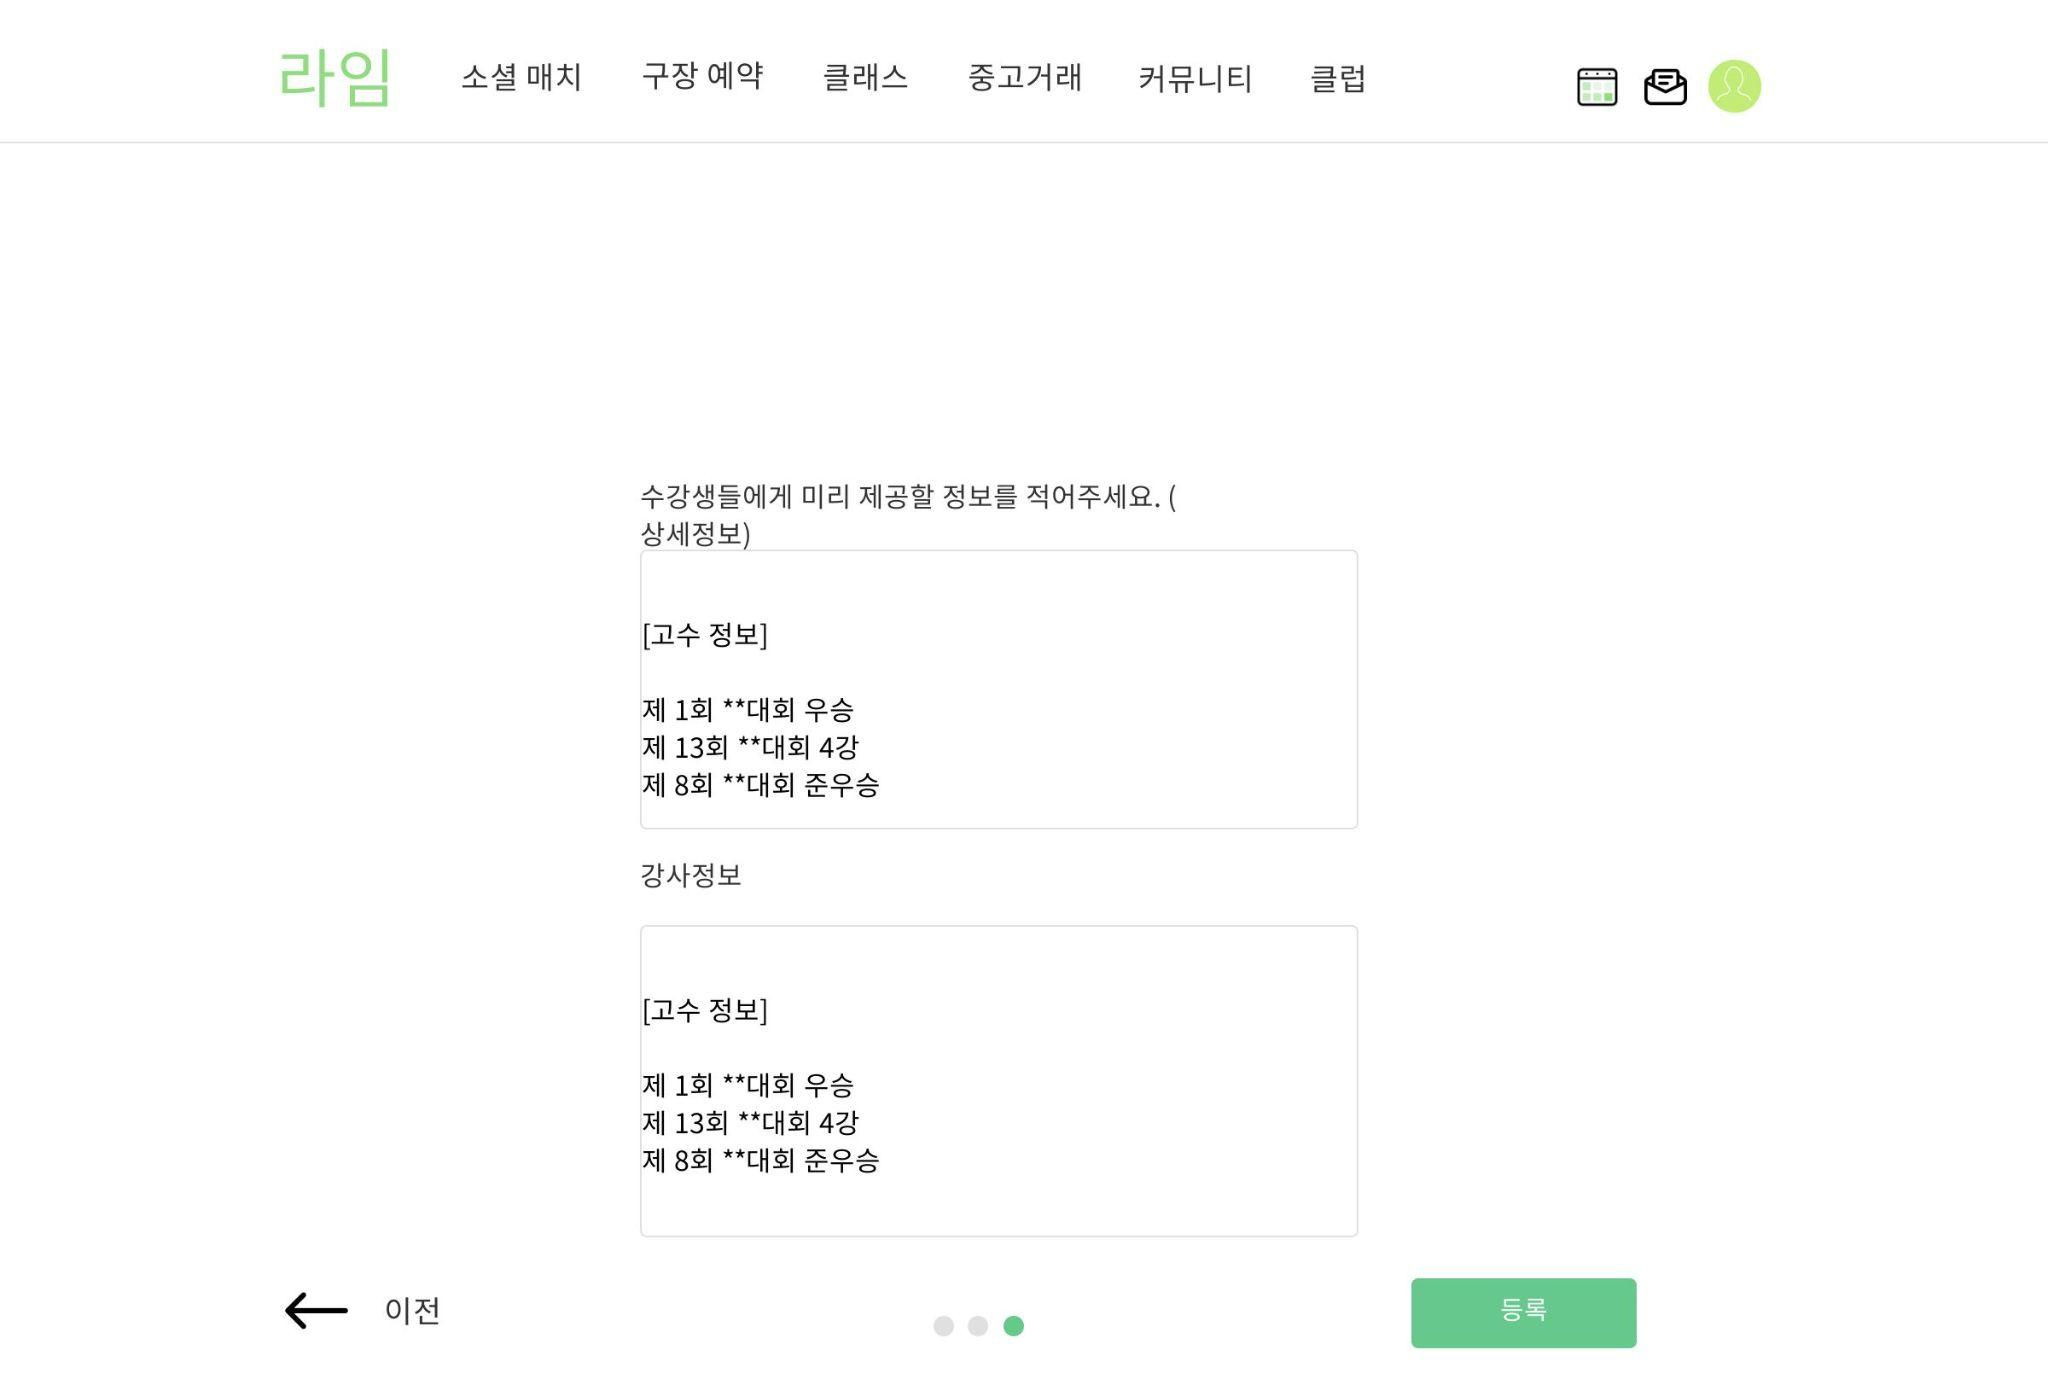 라임
소셜 매치
구장 예약
클래스
중고거래
커뮤니티
클럽
수강생들에게 미리 제공할 정보를 적어주세요. (
상세정보)
[고수 정보]
제 1회 **대회 우승
제 13회 **대회 4강
제 8회 **대회 준우승
강사정보
[고수 정보]
제 1회 **대회 우승
제 13회 **대회 4강
제 8회 **대회 준우승
이전
등록